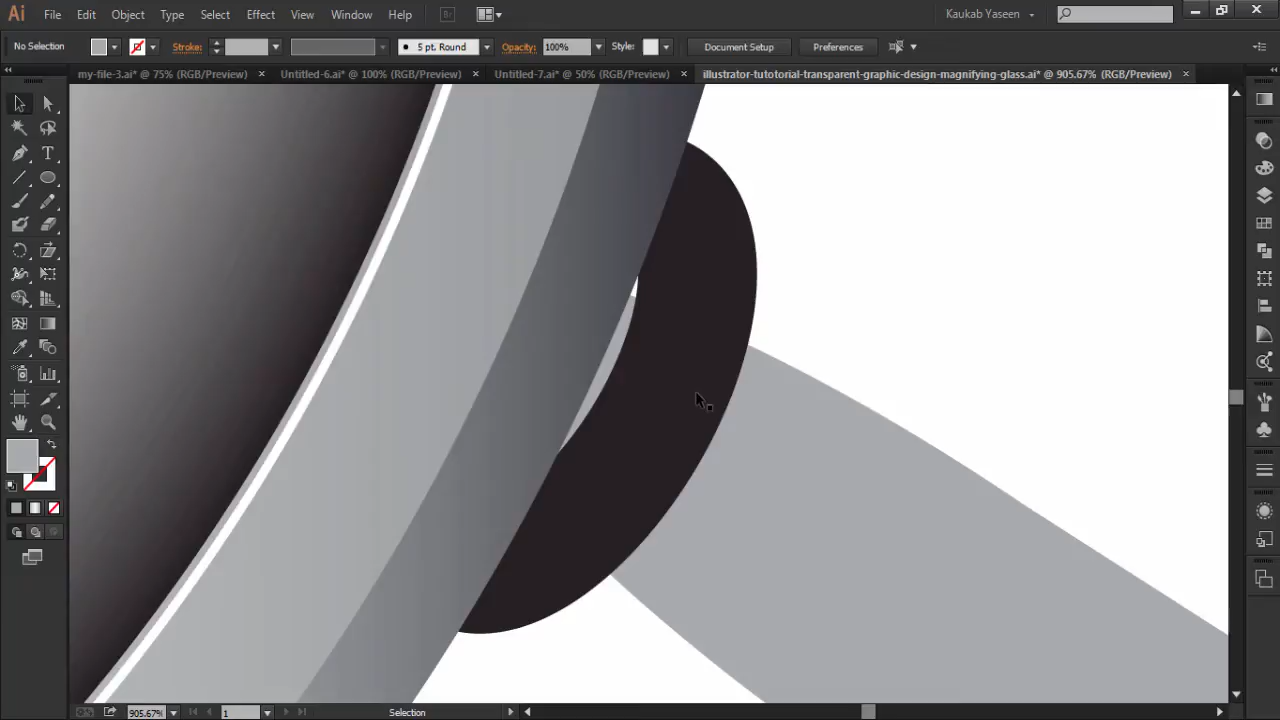 Ai File Edit Object Type Select Effect View Window Help Br Kaukab Yaseen
No Selection Stroke: 5 pt. Round Opacity: 100% Style: Document Setup Preferences
my-file-3.ai* @ 75% (RGB/Preview) Untitled-6.ai* @ 100% (RGB/Preview) Untitled-7.ai* @ 50% (RGB/Preview) illustrator-tutotorial-transparent-graphic-design-magnifying-glass.ai* @ 905.67% (RGB/Preview)
T
905.67% 1 Selection